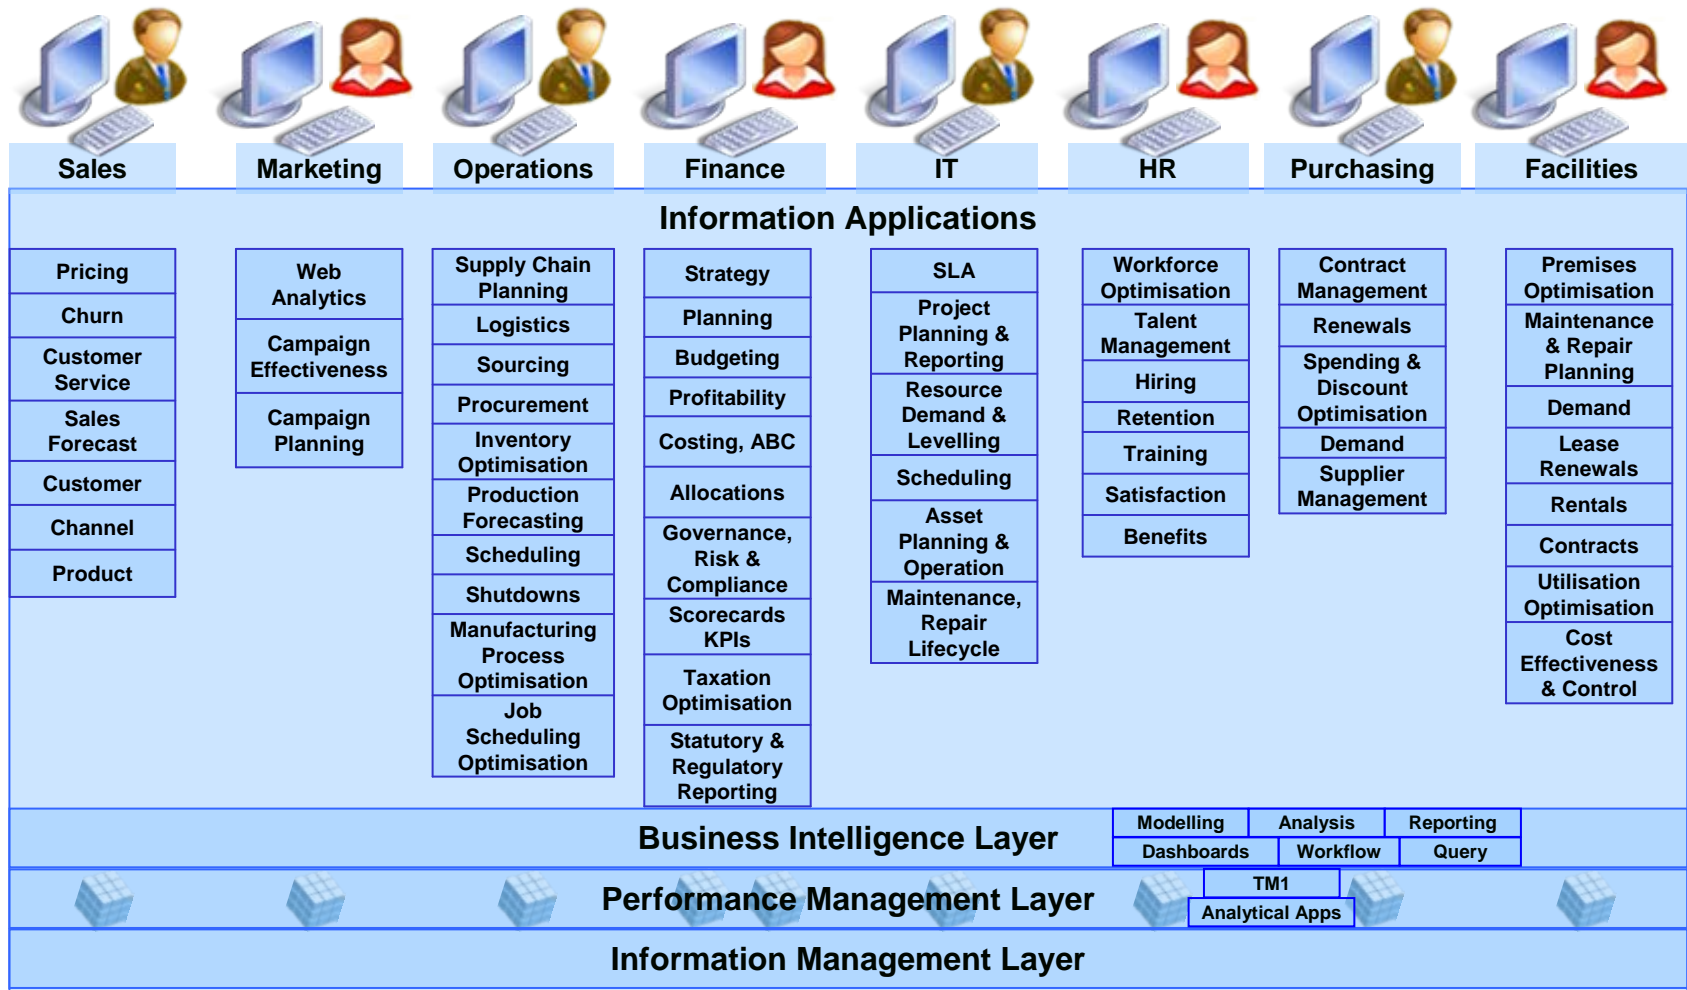 Sales
Marketing
Operations
Finance
IT
HR
Purchasing
Facilities
Information Applications
Pricing
Churn
Customer
Service
Sales
Forecast
Customer
Channel
Product
Web
Analytics
Campaign
Effectiveness
Campaign
Planning
Supply Chain
Planning
Logistics
Sourcing
Procurement
Inventory
Optimisation
Production
Forecasting
Scheduling
Shutdowns
Manufacturing
Process
Optimisation
Job
Scheduling
Optimisation
Strategy
Planning
Budgeting
Profitability
Costing, ABC
Allocations
Governance,
Risk &
Compliance
Scorecards
KPIs
Taxation
Optimisation
Statutory &
Regulatory
Reporting
SLA
Project
Planning &
Reporting
Resource
Demand &
Levelling
Scheduling
Asset
Planning &
Operation
Maintenance,
Repair
Lifecycle
Workforce
Optimisation
Talent
Management
Hiring
Retention
Training
Satisfaction
Benefits
Contract
Management
Renewals
Spending &
Discount
Optimisation
Demand
Supplier
Management
Premises
Optimisation
Maintenance
& Repair
Planning
Demand
Lease
Renewals
Rentals
Contracts
Utilisation
Optimisation
Cost
Effectiveness
& Control
Business Intelligence Layer
Modelling
Analysis
Reporting
Dashboards
Workflow
Query
Performance Management Layer
TM1
Analytical Apps
Information Management Layer